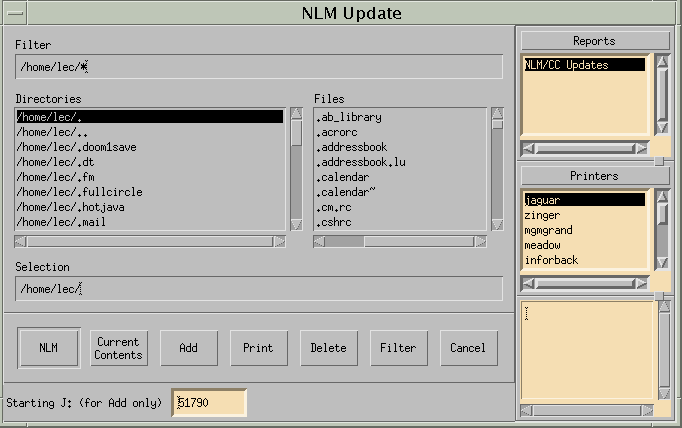 NLM Update
Filter
/home/lec/*
Directories
/home/lec/.
/home/lec/..
/home/lec/.doom1save
/home/lec/.dt
/home/lec/.fm
/home/lec/.fullcircle
/home/lec/.hotjava
/home/lec/.mail
Files
.ab_library
.acrorc
.addressbook
.addressbook.lu
.calendar
.calendar~
.cm.rc
.cshrc
Selection
/home/lec/
NLM
Current
Contents
Add
Print
Delete
Filter
Cancel
Starting J: (for Add only) 51790
Reports
NLM/CC Updates
Printers
jaguar
zinger
mgmgrand
meadow
inforback